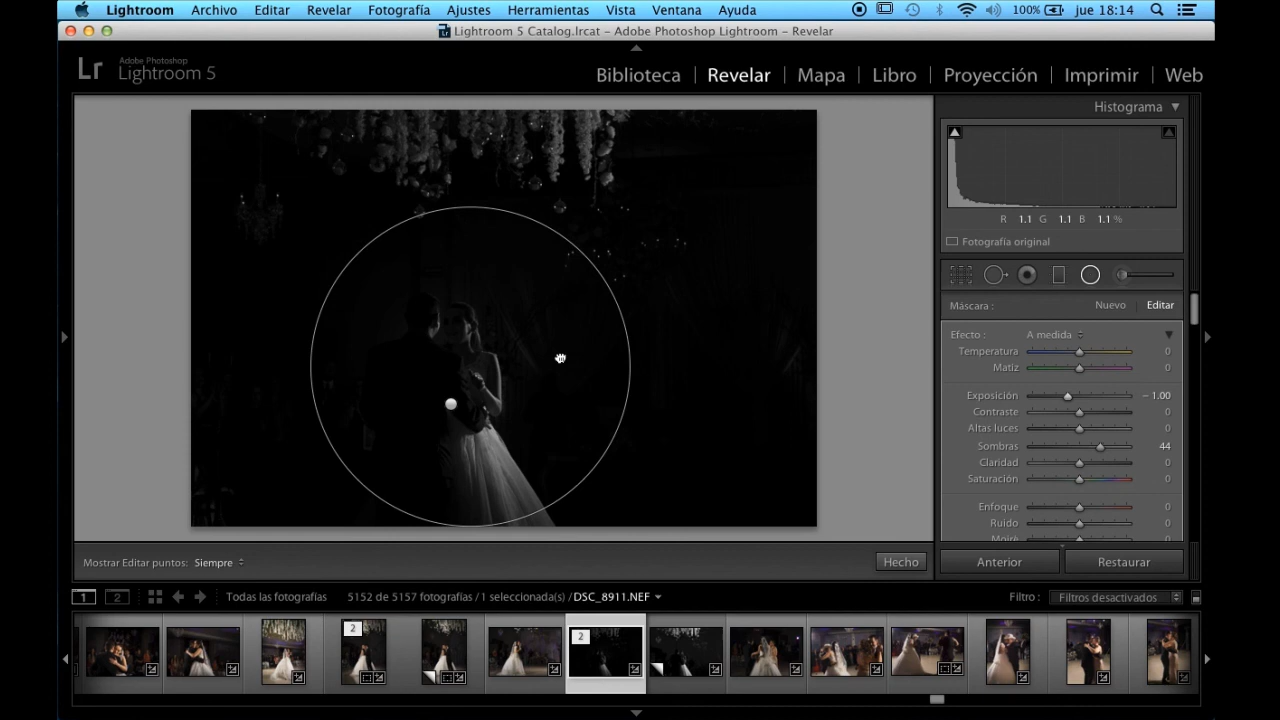 Lightroom Archivo Editar Revelar Fotografía Ajustes Herramientas Vista Ventana Ayuda 100% jue 18:14
Lightroom 5 Catalog.lrcat – Adobe Photoshop Lightroom – Revelar
Lr Adobe Photoshop
Lightroom 5
Biblioteca | Revelar | Mapa | Libro | Proyección | Imprimir | Web
Histograma
R 1.1 G 1.1 B 1.1 %
Fotografía original
Máscara : Nuevo Editar
Efecto : A medida
Temperatura 0
Matiz 0
Exposición – 1.00
Contraste 0
Altas luces 0
Sombras 44
Claridad 0
Saturación 0
Enfoque 0
Ruido 0
Moiré 0
Mostrar Editar puntos: Siempre Hecho Anterior Restaurar
1 2 Todas las fotografías 5152 de 5157 fotografías / 1 seleccionada(s) / DSC_8911.NEF Filtro : Filtros desactivados
2 2